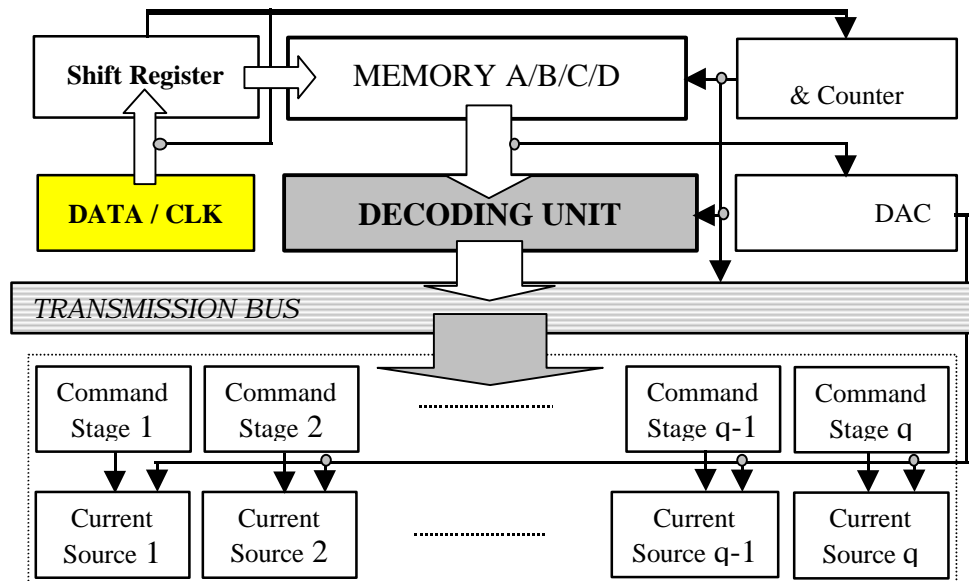 Shift Register
MEMORY A/B/C/D
& Counter
DATA / CLK
DECODING UNIT
DAC
TRANSMISSION BUS
Command
Stage 1
Command
Stage 2
Command
Stage q-1
Command
Stage q
Current
Source 1
Current
Source 2
Current
Source q-1
Current
Source q